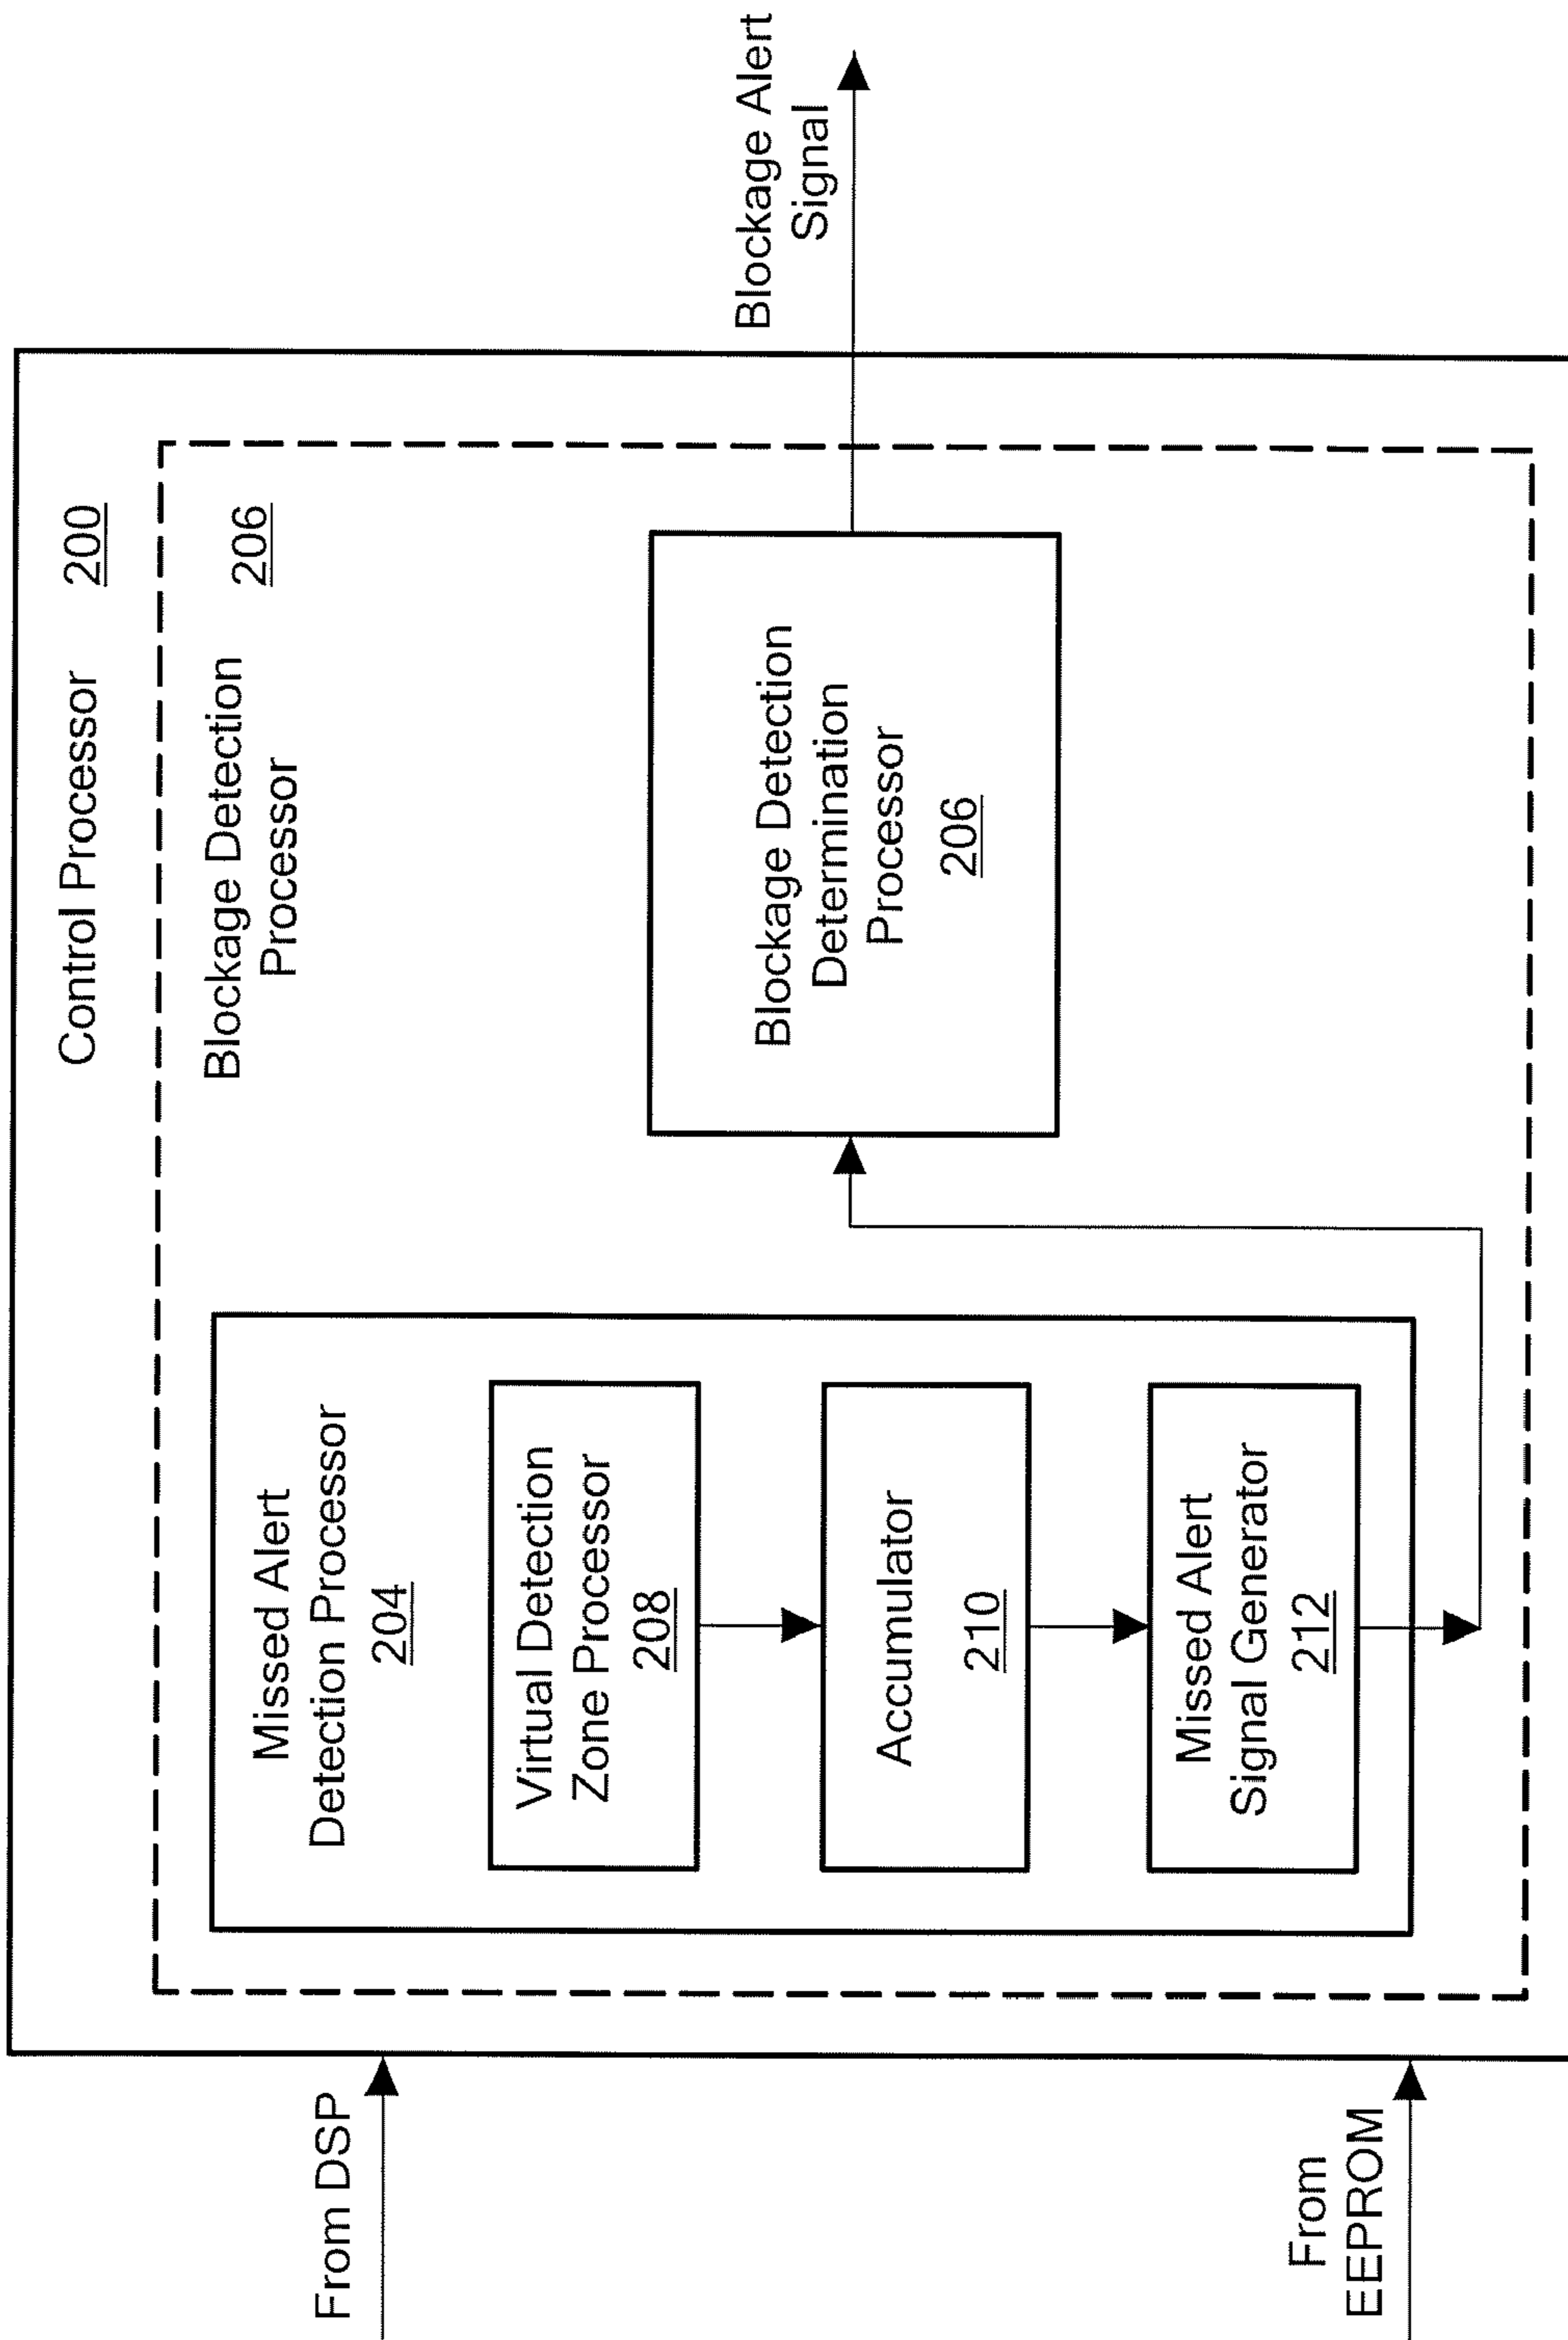 Control Processor 200
Blockage Detection 206
Processor
Missed Alert
Detection Processor
204
Virtual Detection
Zone Processor
208
Accumulator
210
Missed Alert
Signal Generator
212
Blockage Detection
Determination
Processor
206
From DSP
From
EEPROM
Blockage Alert
Signal